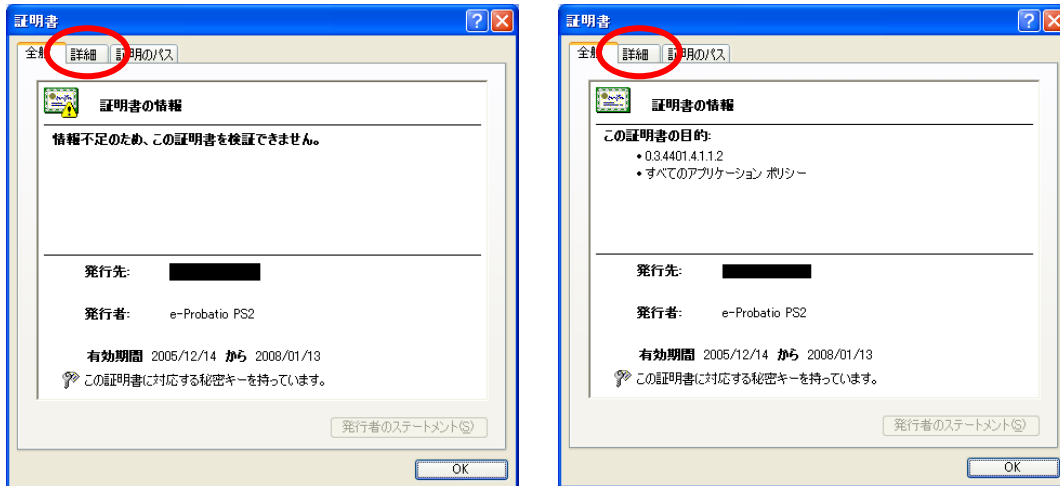 証明書
全般 詳細 証明のパス
証明書の情報
情報不足のため、この証明書を検証できません。
発行先:
発行者: e-Probatio PS2
有効期間 2005/12/14 から 2008/01/13
この証明書に対応する秘密キーを持っています。
発行者のステートメント(S)
OK
証明書
全般 詳細 証明のパス
証明書の情報
この証明書の目的:
• 0.3.4401.4.1.1.2
• すべてのアプリケーション ポリシー
発行先:
発行者: e-Probatio PS2
有効期間 2005/12/14 から 2008/01/13
この証明書に対応する秘密キーを持っています。
発行者のステートメント(S)
OK